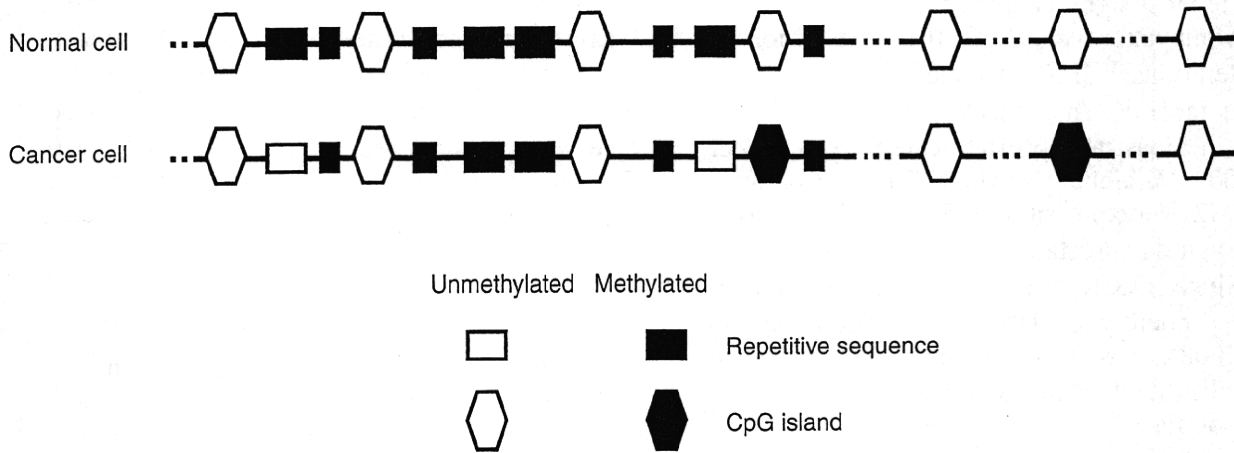 Normal cell
Cancer cell
Unmethylated Methylated
Repetitive sequence
CpG island